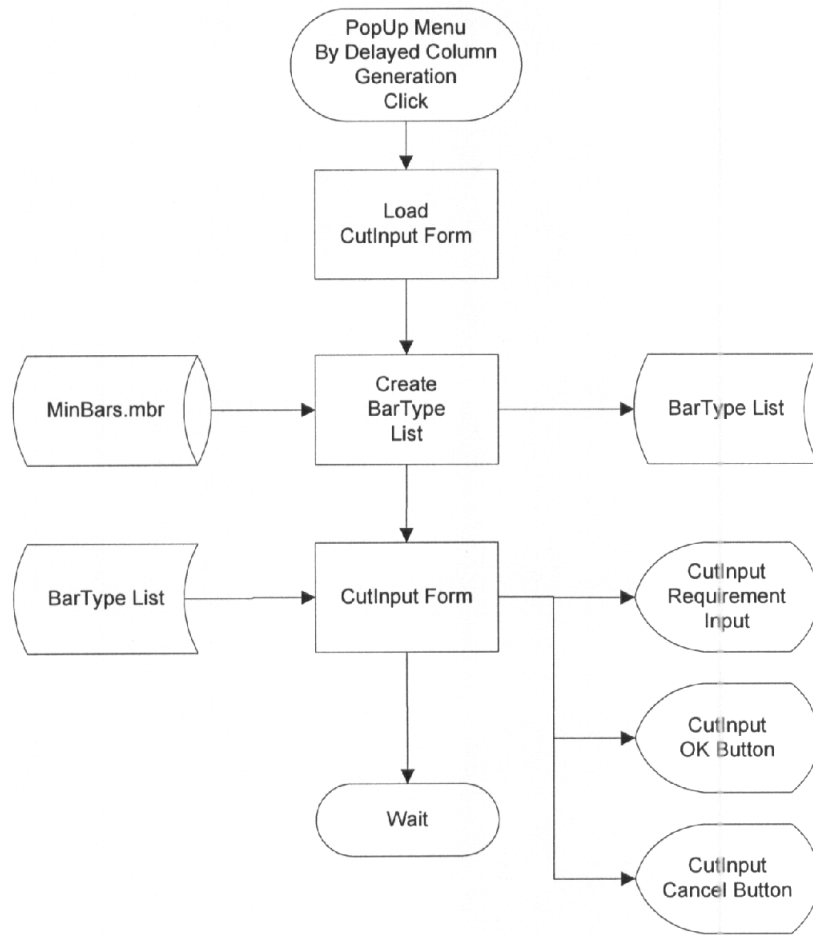 PopUp Menu
By Delayed Column
Generation
Click
Load
CutInput Form
MinBars.mbr
Create
BarType
List
BarType List
BarType List
CutInput Form
CutInput
Requirement
Input
CutInput
OK Button
Wait
CutInput
Cancel Button